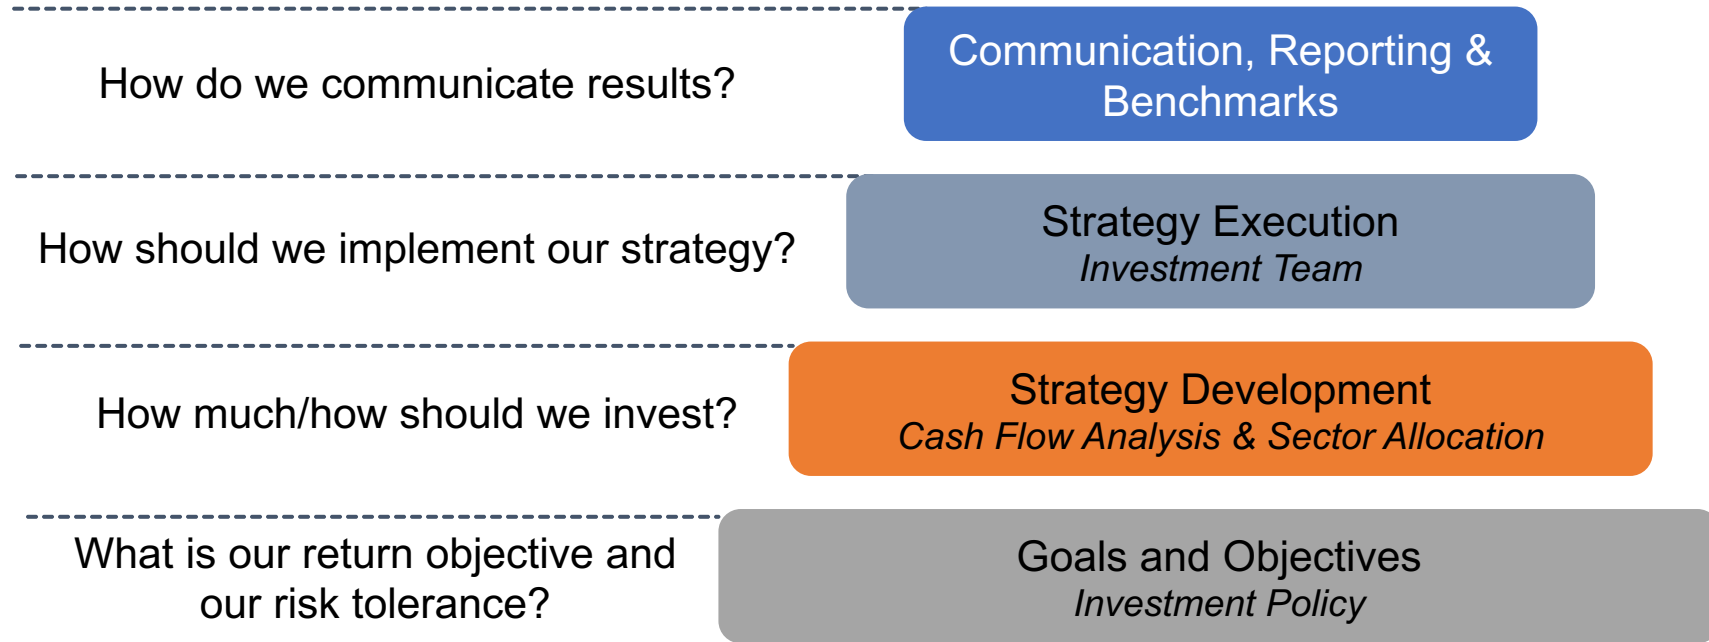 How do we communicate results?
Communication, Reporting &
Benchmarks
How should we implement our strategy?
Strategy Execution
Investment Team
How much/how should we invest?
Strategy Development
Cash Flow Analysis & Sector Allocation
What is our return objective and
our risk tolerance?
Goals and Objectives
Investment Policy